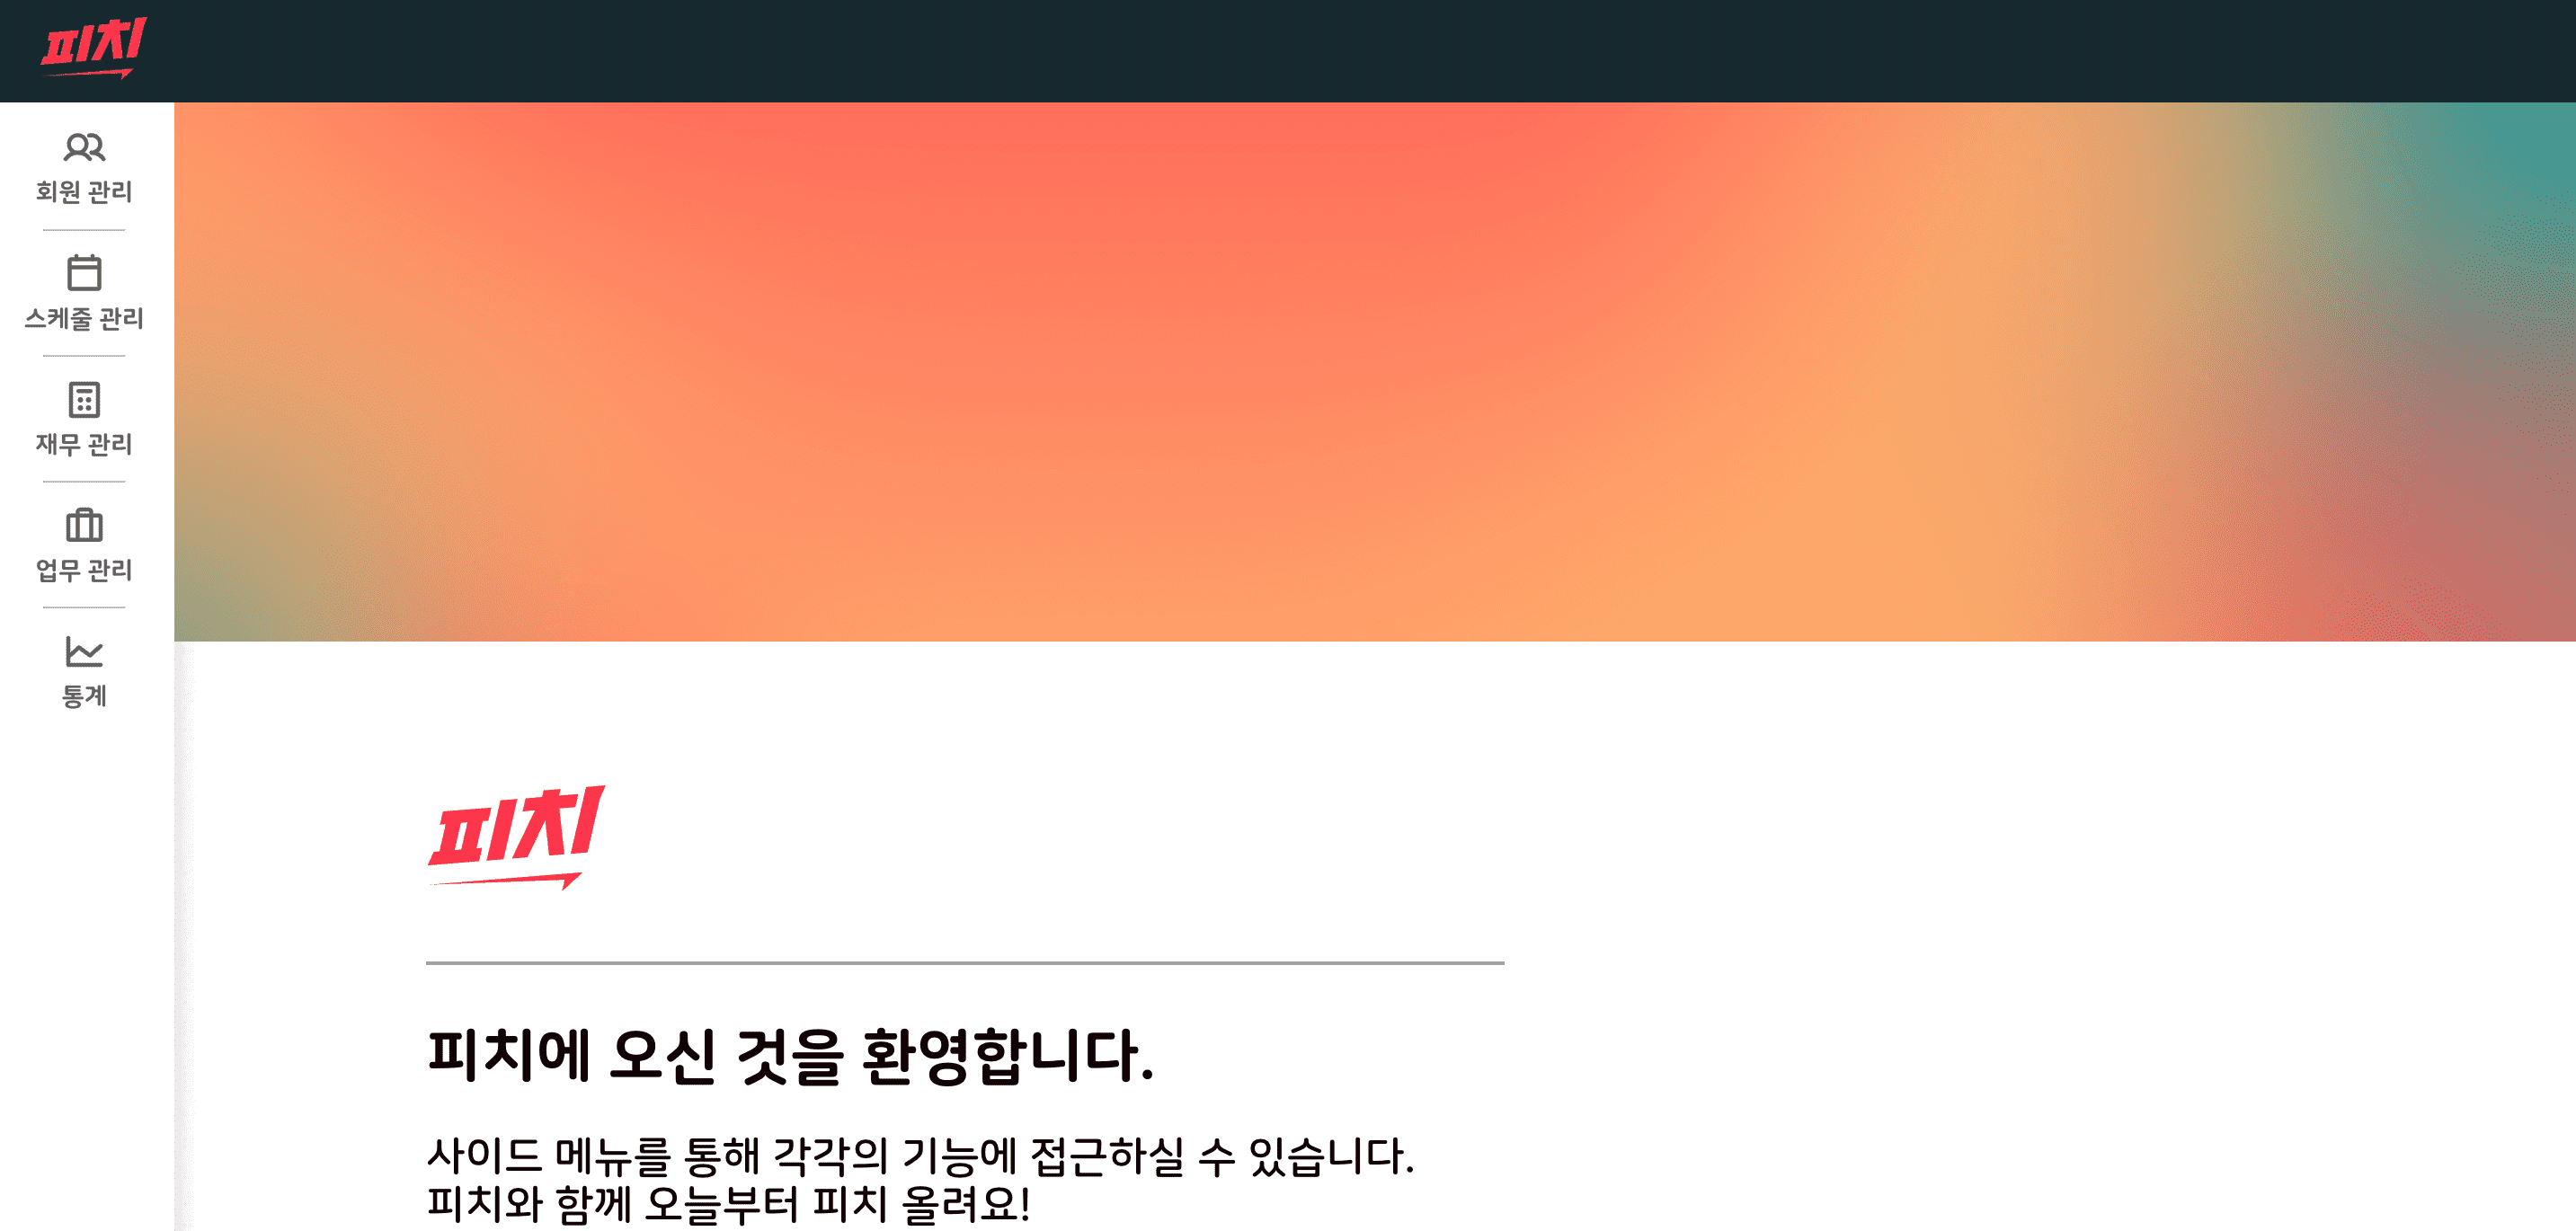 피치
회원 관리
스케줄 관리
재무 관리
업무 관리
통계
피치
피치에 오신 것을 환영합니다.
사이드 메뉴를 통해 각각의 기능에 접근하실 수 있습니다.
피치와 함께 오늘부터 피치 올려요!